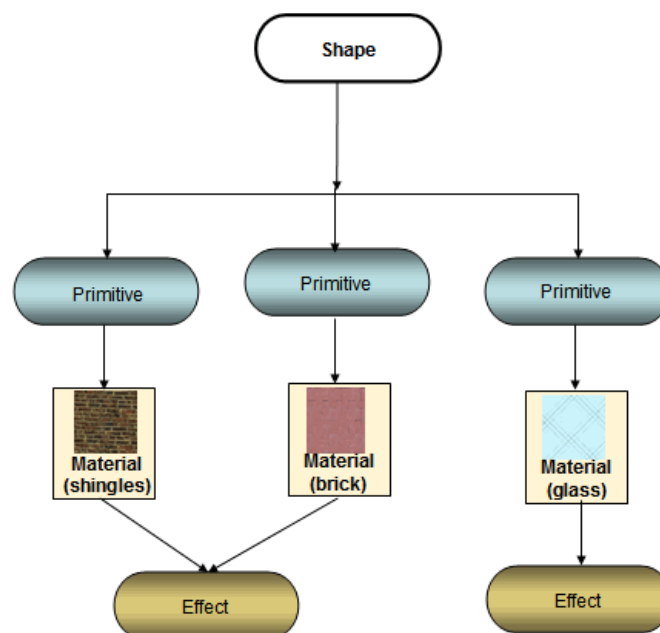 Shape
Primitive
Primitive
Primitive
Material
(shingles)
Material
(brick)
Material
(glass)
Effect
Effect